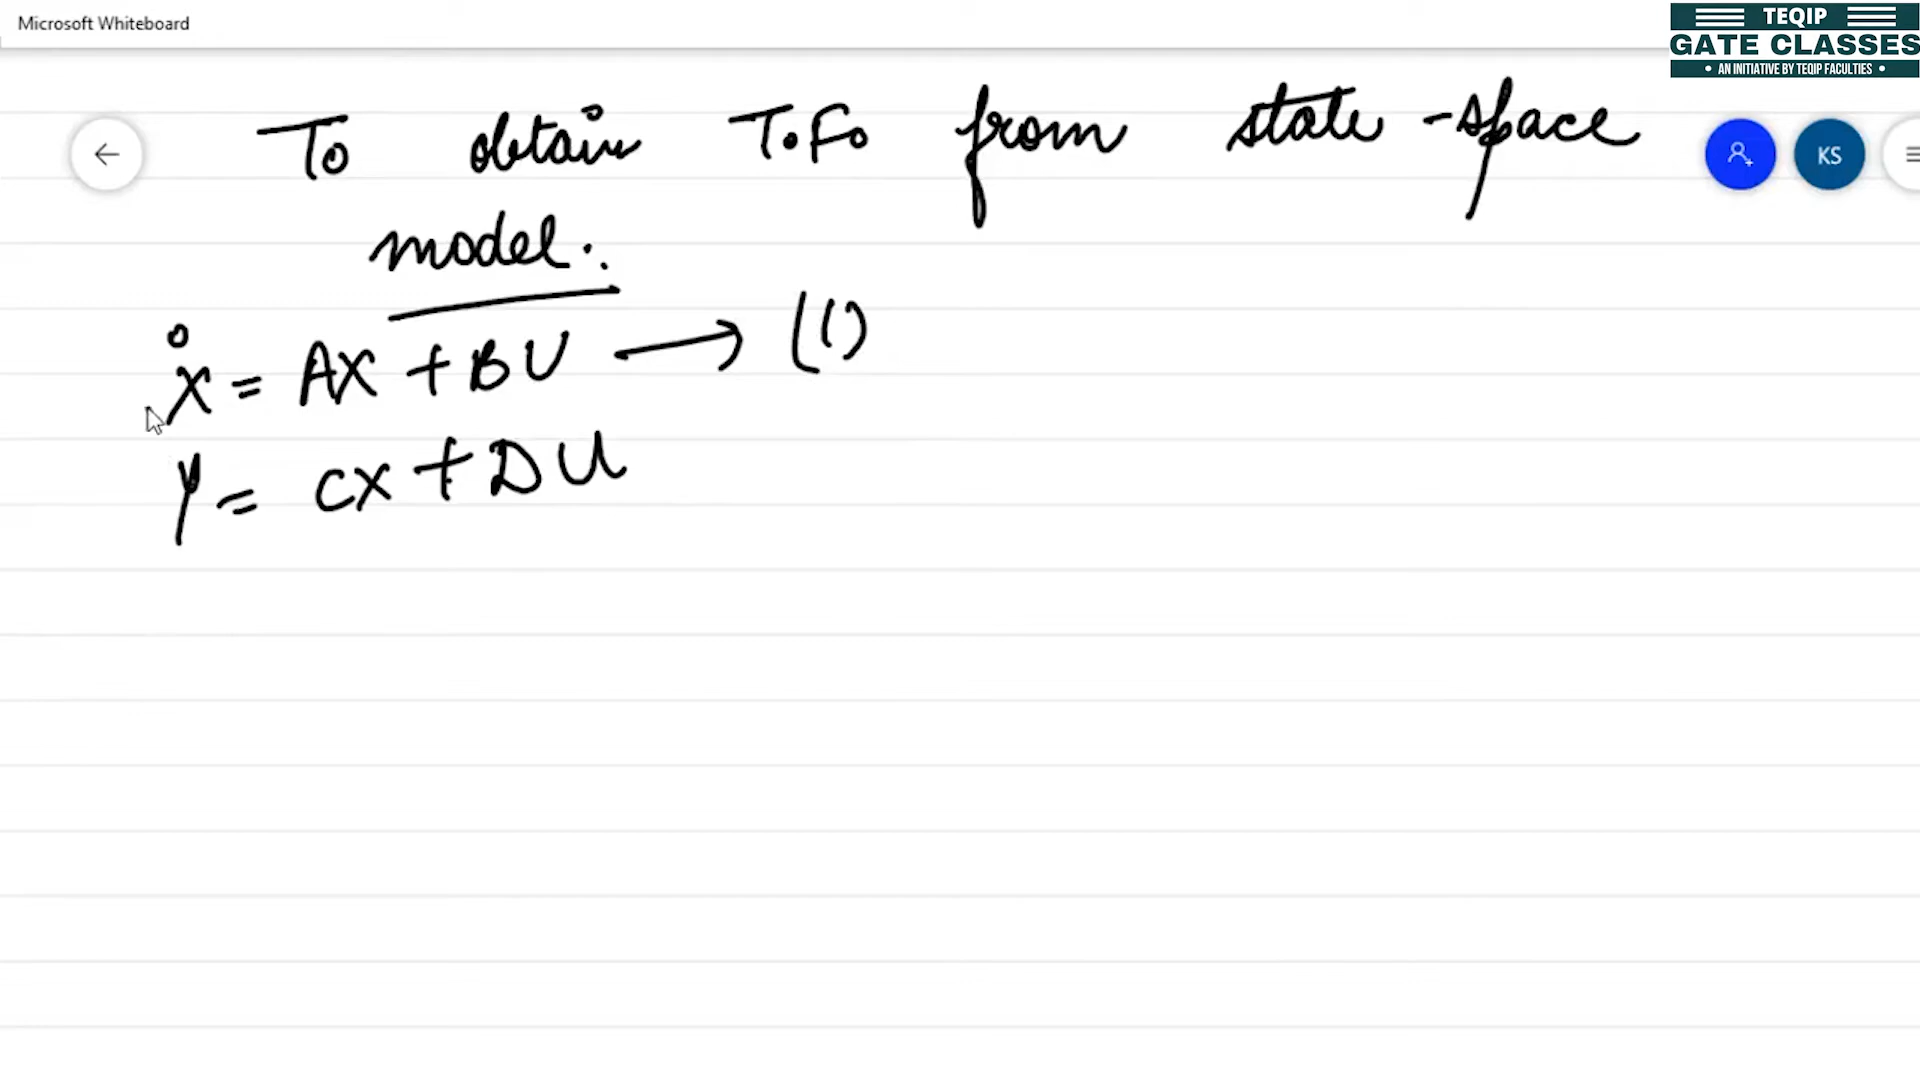 Microsoft Whiteboard
TEQIP
GATE CLASSES
• AN INITIATIVE BY TEQIP FACULTIES •
To obtain T.F. from state-space
KS
model:
Ẋ = AX + BU → (1)
Y = CX + DU